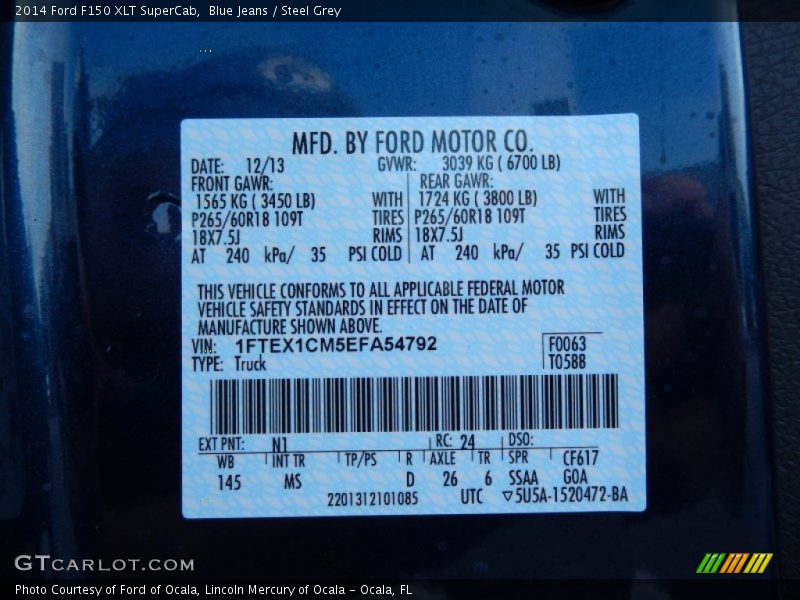 2014 Ford F150 XLT SuperCab,  Blue Jeans / Steel Grey
MFD. BY FORD MOTOR CO.
DATE: 12/13 GVWR: 3039 KG ( 6700 LB)
FRONT GAWR: REAR GAWR:
1565 KG ( 3450 LB) WITH 1724 KG ( 3800 LB) WITH
P265/60R18 109T TIRES P265/60R18 109T TIRES
18X7.5J RIMS 18X7.5J RIMS
AT 240 kPa/ 35 PSI COLD AT 240 kPa/ 35 PSI COLD
THIS VEHICLE CONFORMS TO ALL APPLICABLE FEDERAL MOTOR
VEHICLE SAFETY STANDARDS IN EFFECT ON THE DATE OF
MANUFACTURE SHOWN ABOVE.
VIN: 1FTEX1CM5EFA54792 F0063
TYPE: Truck T0588
EXT PNT: N1 RC: 24 DSO:
WB INT TR TP/PS R AXLE TR SPR CF617
145 MS D 26 6 SSAA GOA
2201312101085 UTC ▽5U5A-1520472-BA
GTCARLOT.COM
Photo Courtesy of Ford of Ocala, Lincoln Mercury of Ocala - Ocala, FL